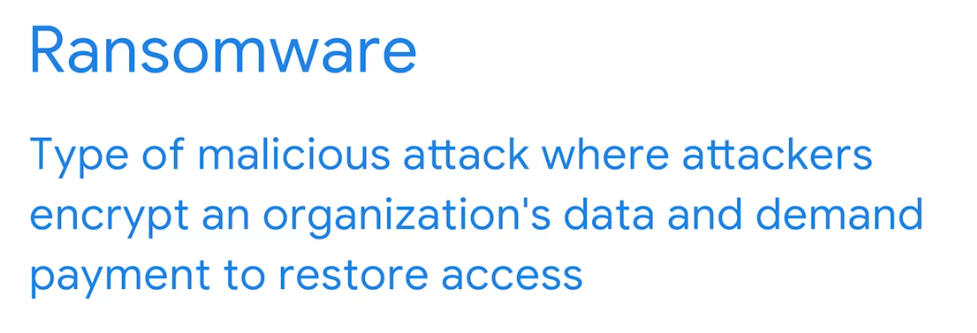 Ransomware
Type of malicious attack where attackers
encrypt an organization's data and demand
payment to restore access